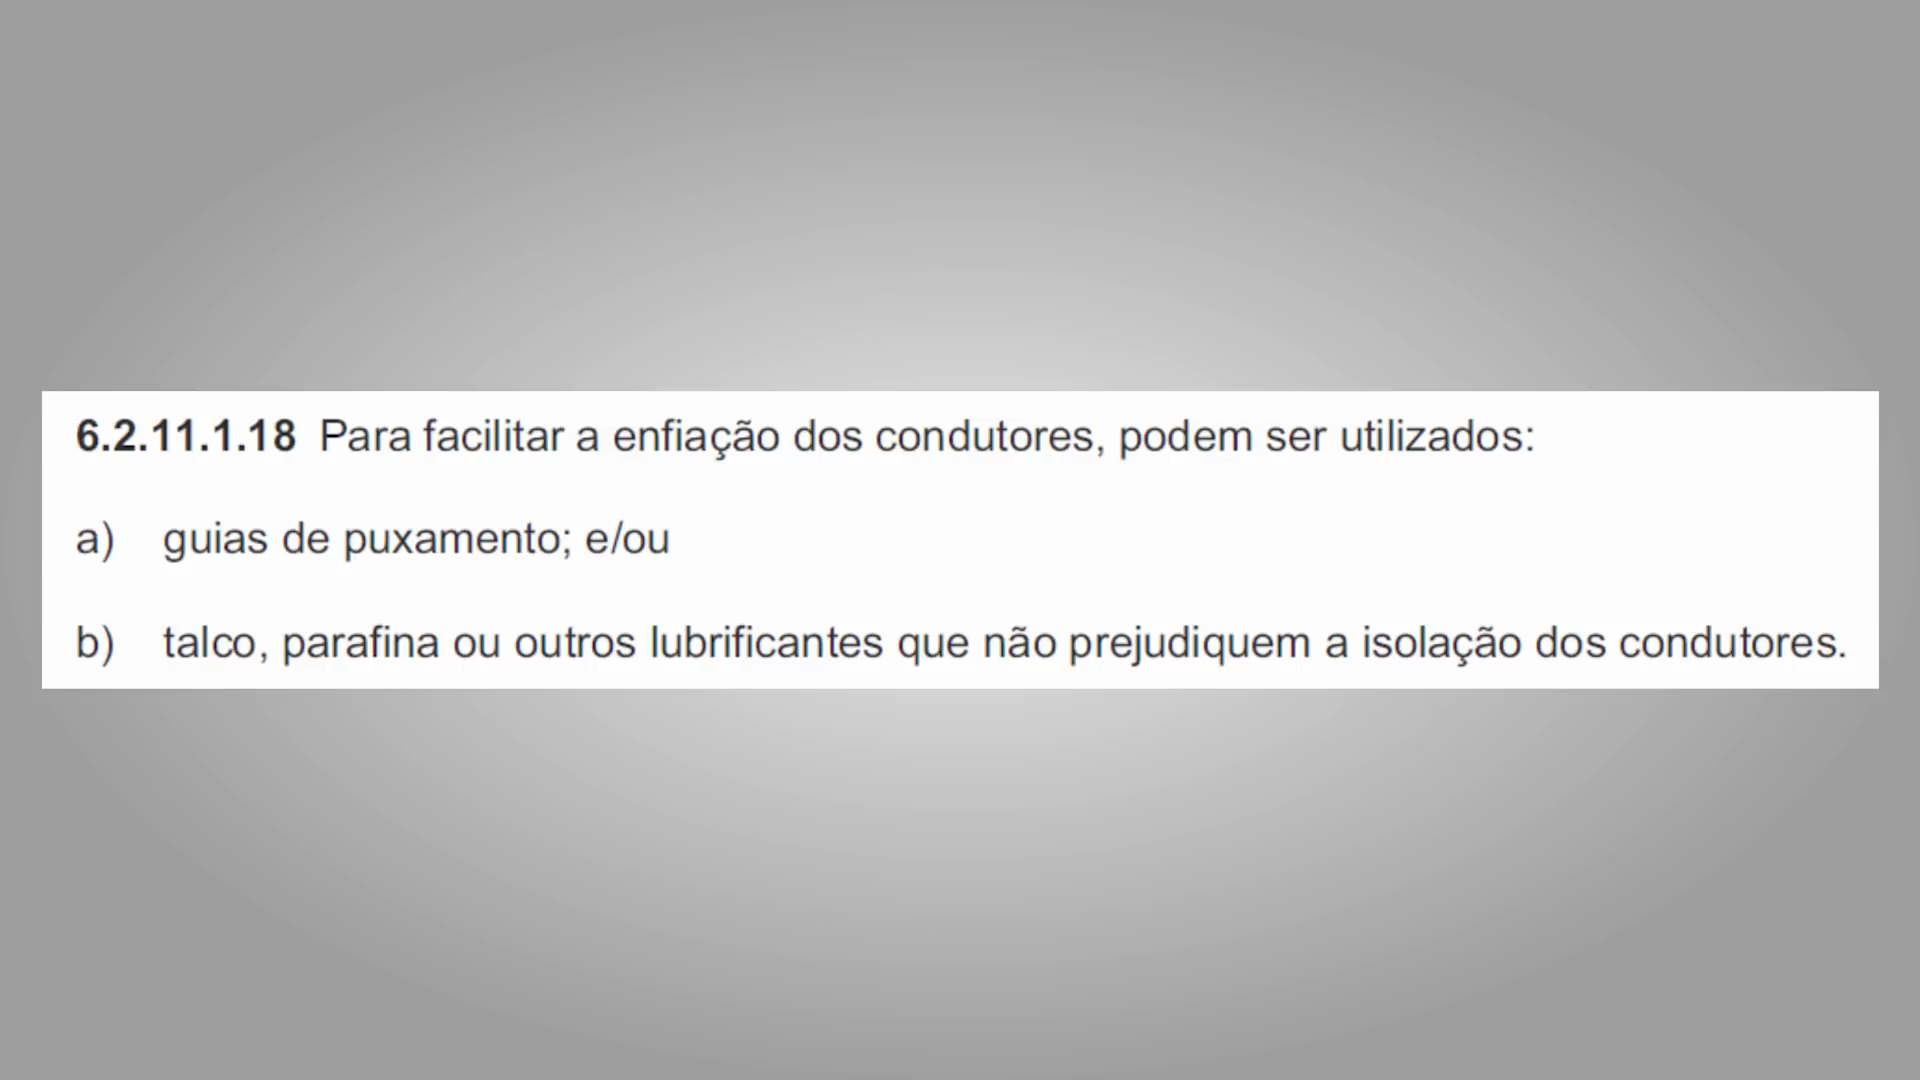 6.2.11.1.18 Para facilitar a enfiação dos condutores, podem ser utilizados:
a) guias de puxamento; e/ou
b) talco, parafina ou outros lubrificantes que não prejudiquem a isolação dos condutores.